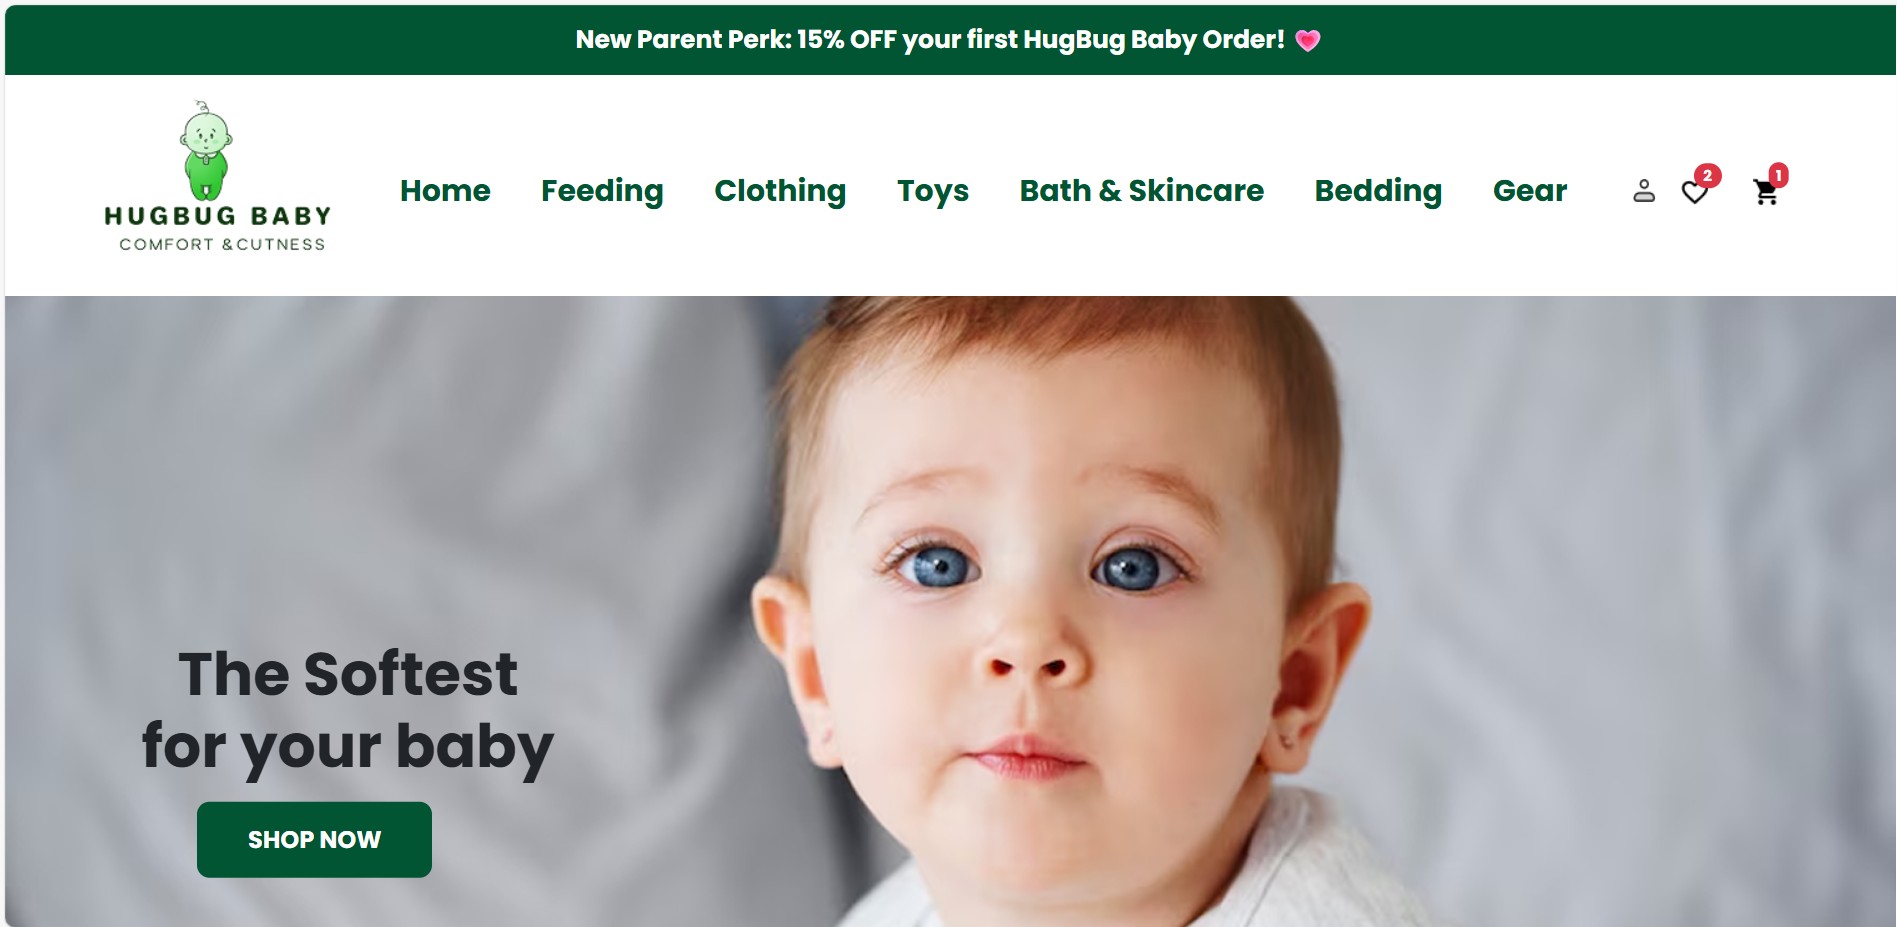 New Parent Perk: 15% OFF your first HugBug Baby Order! 💗
HUGBUG BABY
COMFORT &CUTNESS
Home Feeding Clothing Toys Bath & Skincare Bedding Gear 2 1
The Softest
for your baby
SHOP NOW